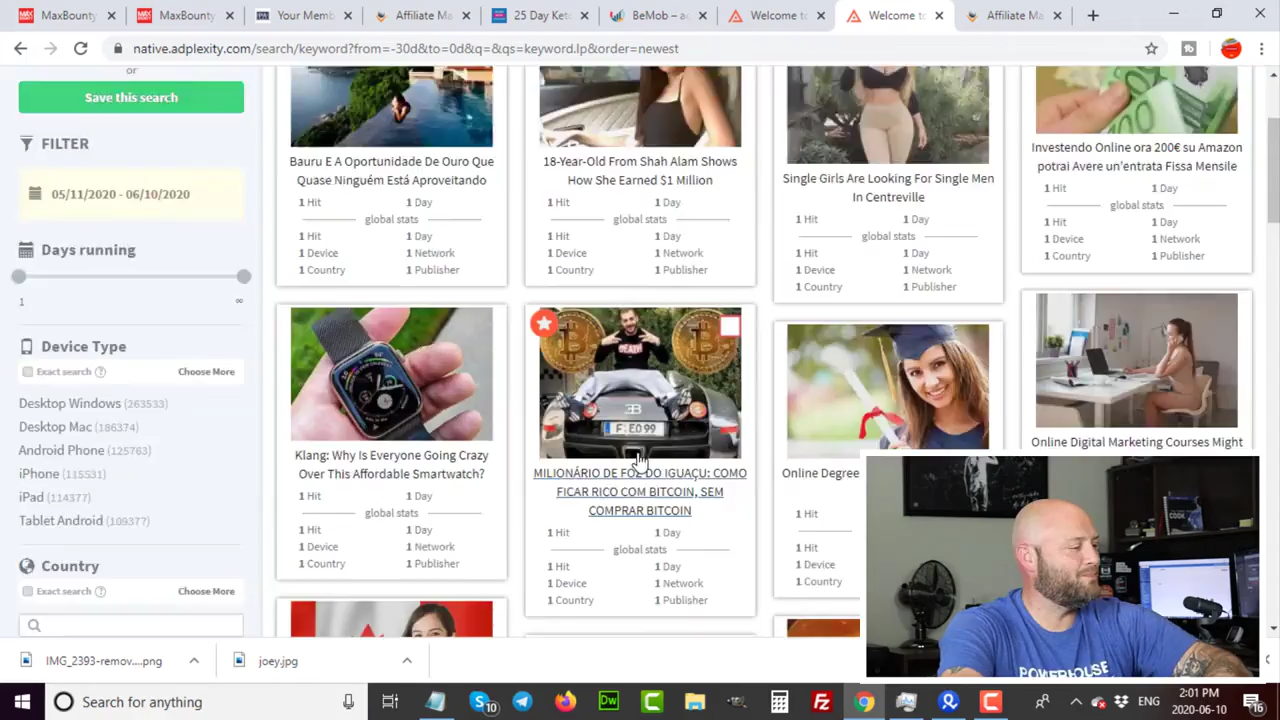 MaxBounty
MaxBounty
Your Memb
Affiliate Ma
25 Day Ket
BeMob – ag
Welcome to
Welcome to
Affiliate Ma
native.adplexity.com/search/keyword?from=-30d&to=0d&q=&qs=keyword.lp&order=newest
or
Save this search
FILTER
05/11/2020 - 06/10/2020
Days running
1
∞
Device Type
Exact search
Choose More
Desktop Windows (263533)
Desktop Mac (186374)
Android Phone (125763)
iPhone (115531)
iPad (114377)
Tablet Android (109377)
Country
Exact search
Choose More
Bauru E A Oportunidade De Ouro Que
Quase Ninguém Está Aproveitando
1 Hit 1 Day
global stats
1 Hit 1 Day
1 Device 1 Network
1 Country 1 Publisher
18-Year-Old From Shah Alam Shows
How She Earned $1 Million
1 Hit 1 Day
global stats
1 Hit 1 Day
1 Device 1 Network
1 Country 1 Publisher
Single Girls Are Looking For Single Men
In Centreville
1 Hit 1 Day
global stats
1 Hit 1 Day
1 Device 1 Network
1 Country 1 Publisher
Investendo Online ora 200€ su Amazon
potrai Avere un'entrata Fissa Mensile
1 Hit 1 Day
global stats
1 Hit 1 Day
1 Device 1 Network
1 Country 1 Publisher
Klang: Why Is Everyone Going Crazy
Over This Affordable Smartwatch?
1 Hit 1 Day
global stats
1 Hit 1 Day
1 Device 1 Network
1 Country 1 Publisher
DEATH!
F·EO 99
MILIONÁRIO DE FOZ DO IGUAÇU: COMO
FICAR RICO COM BITCOIN, SEM
COMPRAR BITCOIN
1 Hit 1 Day
global stats
1 Hit 1 Day
1 Device 1 Network
1 Country 1 Publisher
Online Degree
1 Hit
1 Hit
1 Device
1 Country
Online Digital Marketing Courses Might
COOK
POWERHOUSE
IMG_2393-remov....png
joey.jpg
Search for anything
10
Dw
ENG
2:01 PM
2020-06-10
16